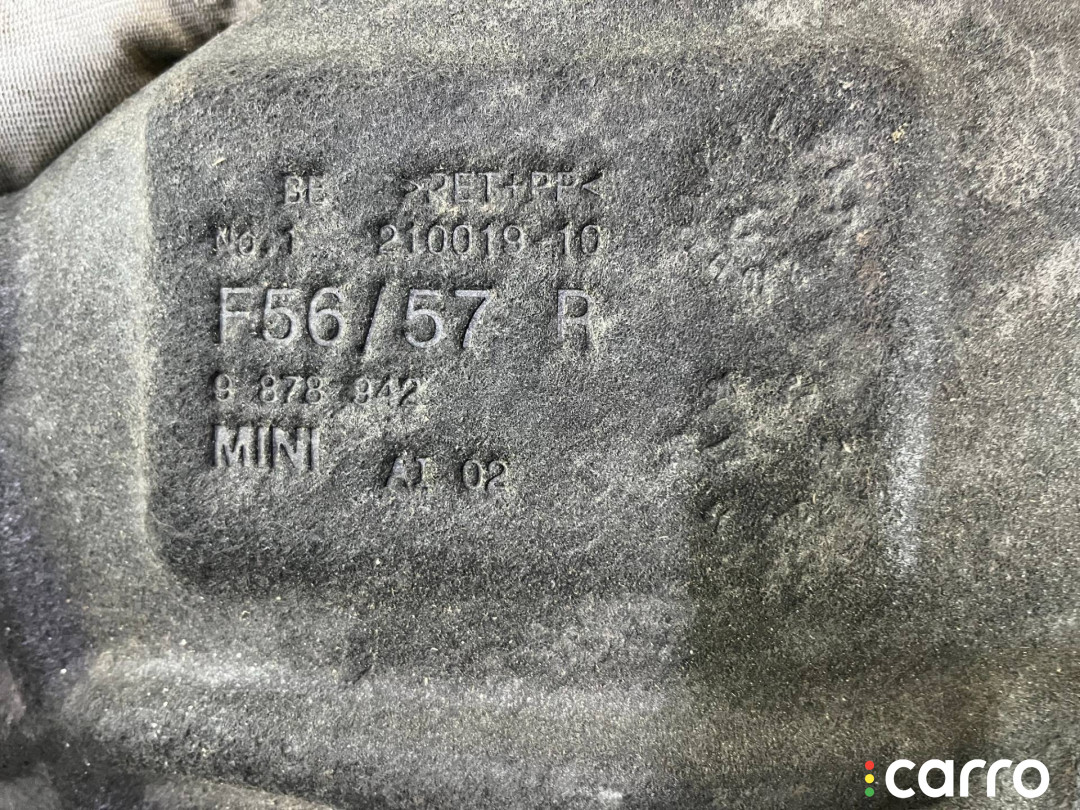 BE >PET+PP<
No.1 210019 10
F56/57 R
9 878 942
MINI
AI 02
carro